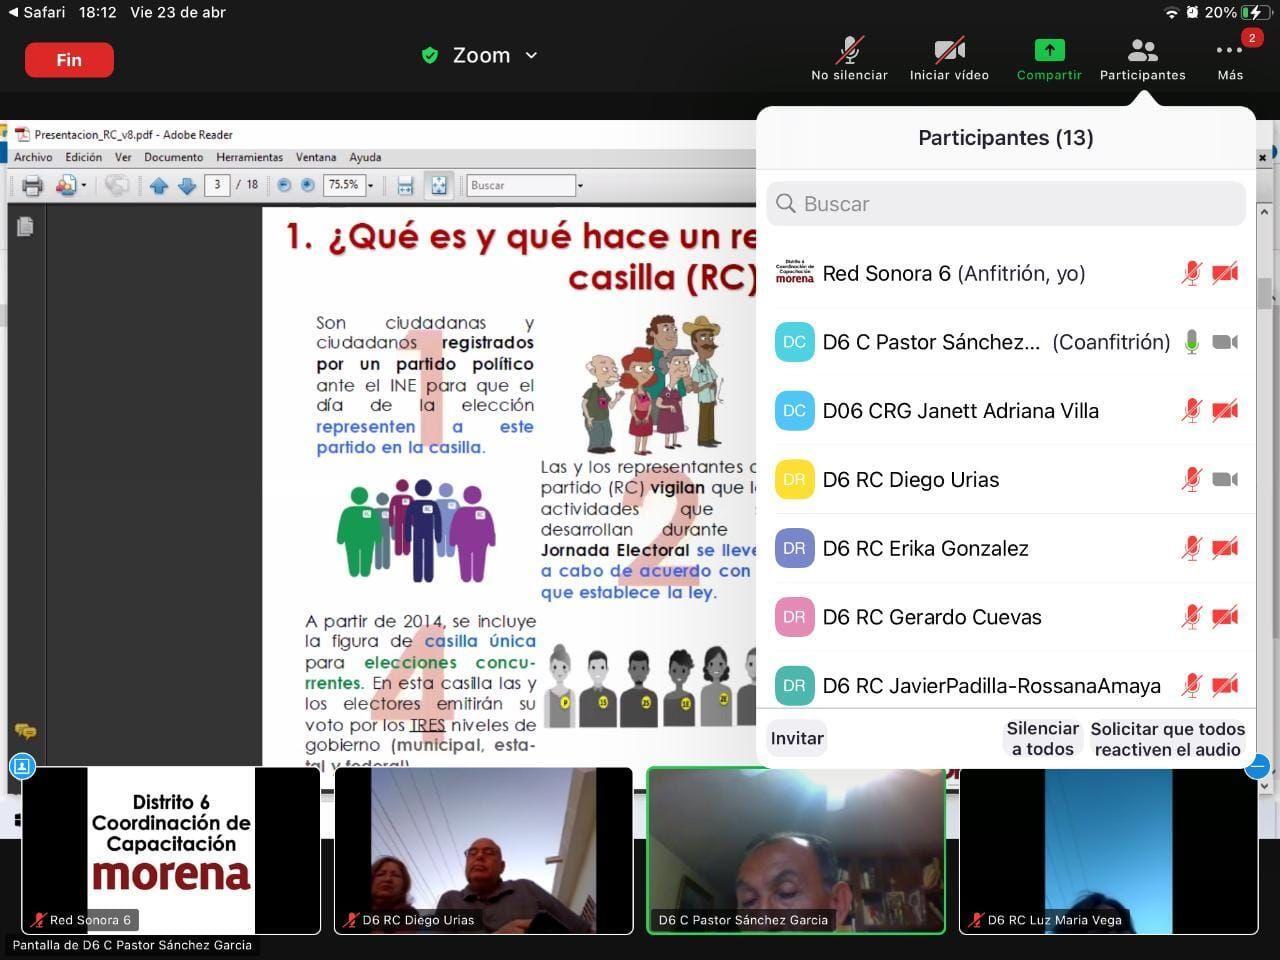 Safari 18:12 Vie 23 de abr
20%
Fin
Zoom
No silenciar
Iniciar vídeo
Compartir
Participantes
2
Más
Presentacion_RC_v8.pdf - Adobe Reader
Archivo Edición Ver Documento Herramientas Ventana Ayuda
3 / 18
75.5%
Buscar
1. ¿Qué es y qué hace un re
casilla (RC)
Son ciudadanas y
ciudadanos registrados
por un partido político
ante el INE para que el
día de la elección
representen a este
partido en la casilla.
1
Las y los representantes d
partido (RC) vigilan que l
actividades que
desarrollan durante
Jornada Electoral se lleve
a cabo de acuerdo con
que establece la ley.
2
A partir de 2014, se incluye
la figura de casilla única
para elecciones concu-
rrentes. En esta casilla las y
los electores emitirán su
voto por los TRES niveles de
gobierno (municipal, esta-
tal y federal)
4
Participantes (13)
Buscar
Distrito 6
Coordinación de
Capacitación
morena
Red Sonora 6 (Anfitrión, yo)
DC
D6 C Pastor Sánchez... (Coanfitrión)
DC
D06 CRG Janett Adriana Villa
DR
D6 RC Diego Urias
DR
D6 RC Erika Gonzalez
DR
D6 RC Gerardo Cuevas
DR
D6 RC JavierPadilla-RossanaAmaya
Invitar
Silenciar
a todos
Solicitar que todos
reactiven el audio
Distrito 6
Coordinación de
Capacitación
morena
Red Sonora 6
D6 RC Diego Urias
D6 C Pastor Sánchez Garcia
D6 RC Luz Maria Vega
Pantalla de D6 C Pastor Sánchez Garcia